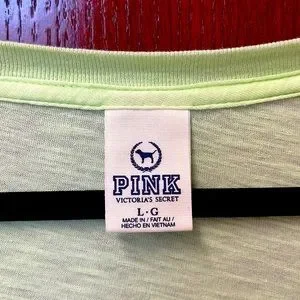 PINK
VICTORIA'S SECRET
L · G
MADE IN / FAIT AU /
HECHO EN VIETNAM